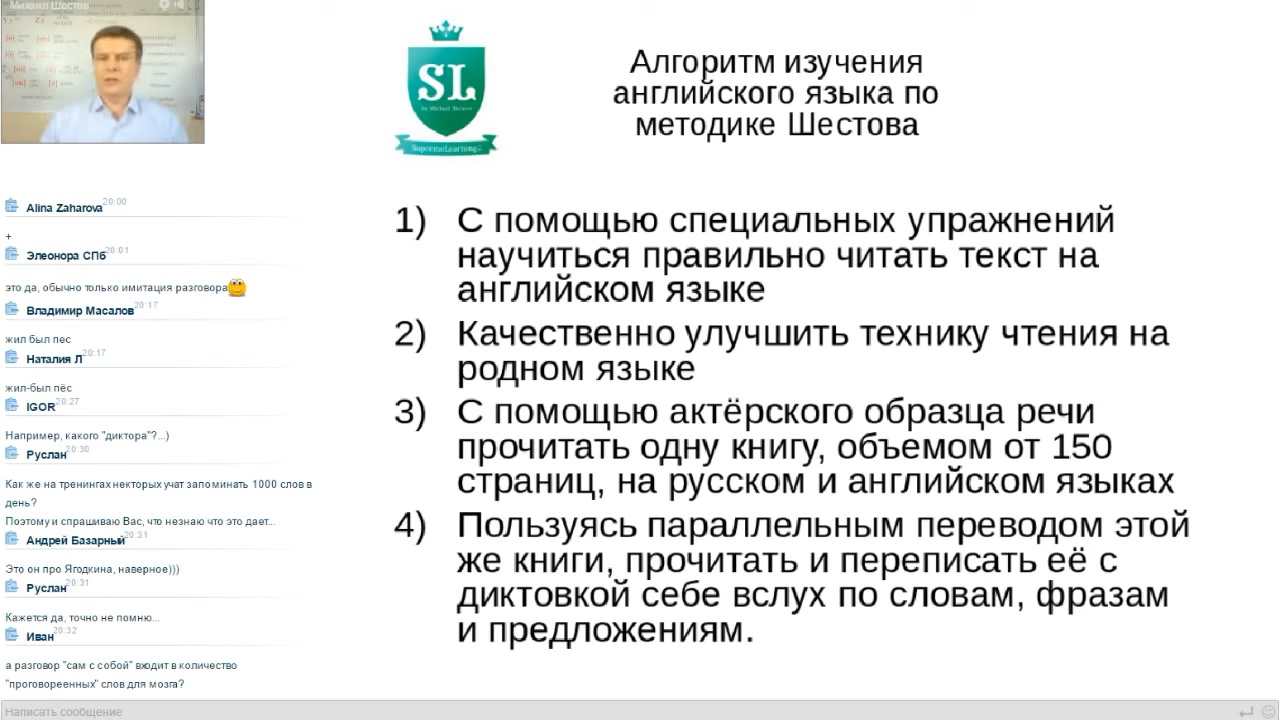 Михаил Шестов
SL
by Michael Shestov
SupremeLearning
Алгоритм изучения
английского языка по
методике Шестова
1) С помощью специальных упражнений
научиться правильно читать текст на
английском языке
2) Качественно улучшить технику чтения на
родном языке
3) С помощью актёрского образца речи
прочитать одну книгу, объемом от 150
страниц, на русском и английском языках
4) Пользуясь параллельным переводом этой
же книги, прочитать и переписать её с
диктовкой себе вслух по словам, фразам
и предложениям.
Alina Zaharova 20:00
+
Элеонора СПб 20:01
это да, обычно только имитация разговора
Владимир Масалов 20:17
жил был пес
Наталия Л 20:17
жил-был пёс
IGOR 20:27
Например, какого "диктора"?...)
Руслан 20:30
Как же на тренингах некторых учат запоминать 1000 слов в
день?
Поэтому и спрашиваю Вас, что незнаю что это дает...
Андрей Базарный 20:31
Это он про Ягодкина, наверное)))
Руслан 20:31
Кажется да, точно не помню...
Иван 20:32
а разговор "сам с собой" входит в количество
"проговореенных" слов для мозга?
Написать сообщение